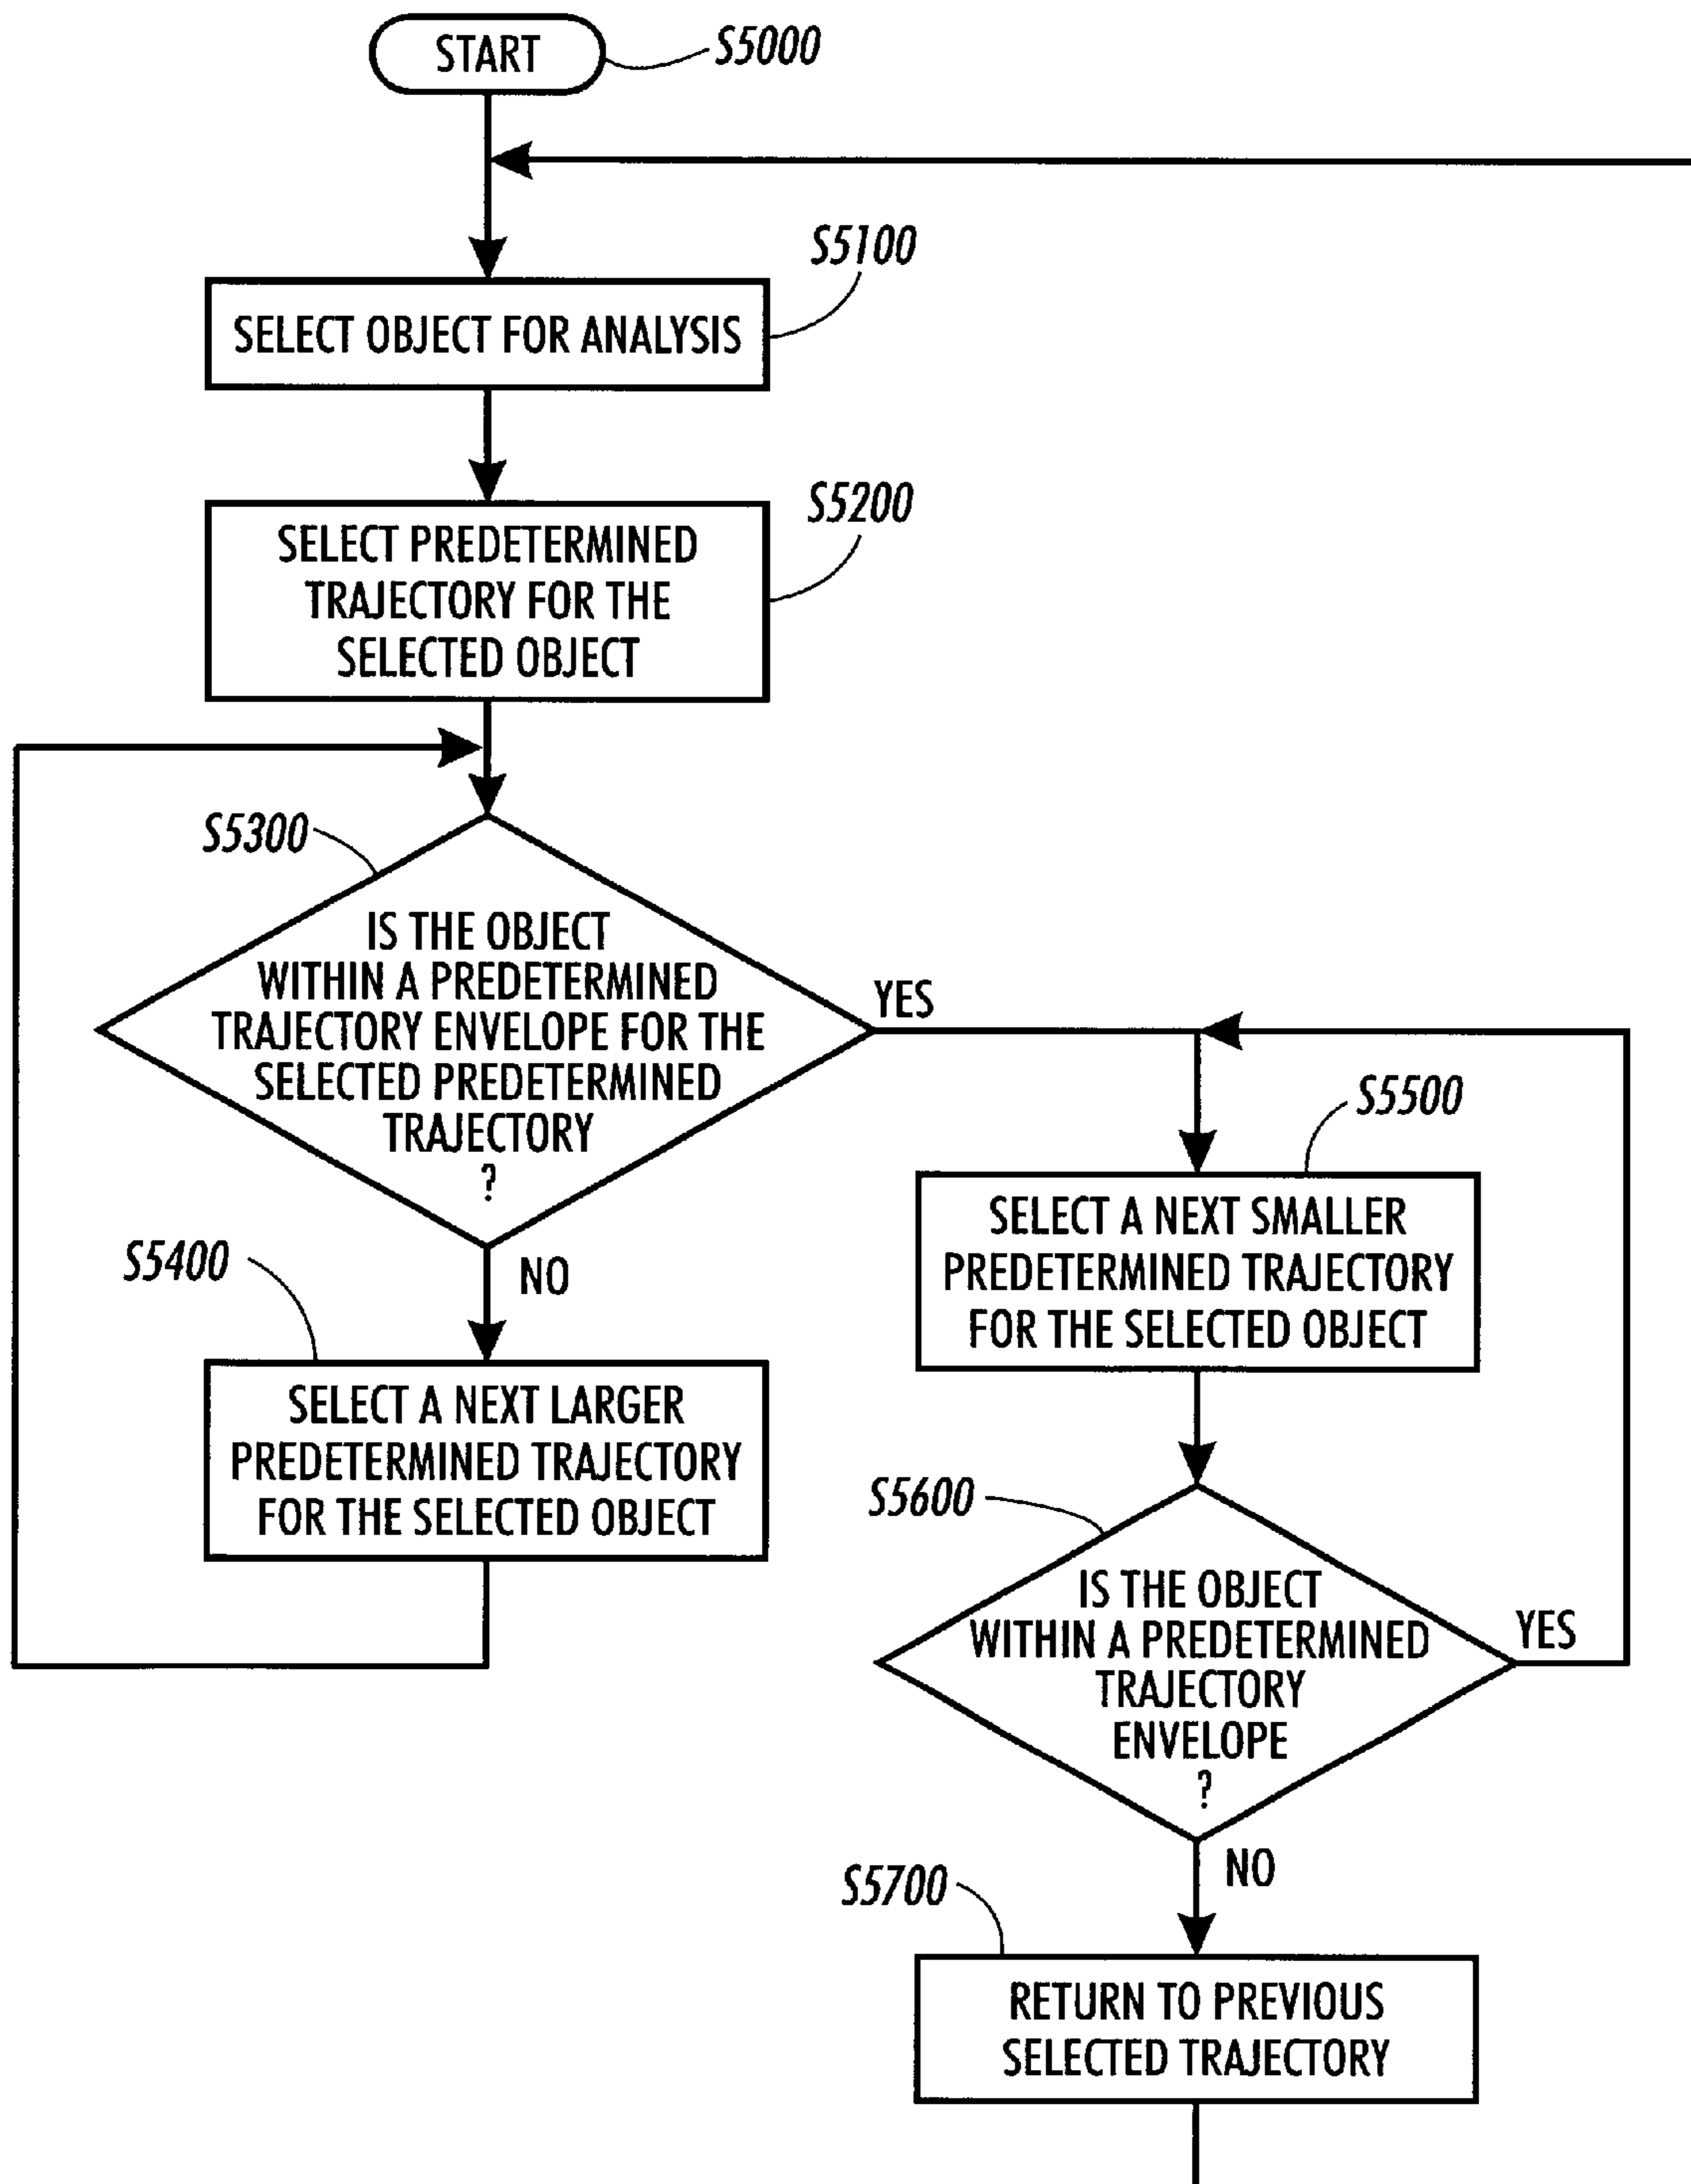 START
S5000
S5100
SELECT OBJECT FOR ANALYSIS
S5200
SELECT PREDETERMINED
TRAJECTORY FOR THE
SELECTED OBJECT
S5300
IS THE OBJECT
WITHIN A PREDETERMINED
TRAJECTORY ENVELOPE FOR THE
SELECTED PREDETERMINED
TRAJECTORY
?
YES
NO
S5400
SELECT A NEXT LARGER
PREDETERMINED TRAJECTORY
FOR THE SELECTED OBJECT
S5500
SELECT A NEXT SMALLER
PREDETERMINED TRAJECTORY
FOR THE SELECTED OBJECT
S5600
IS THE OBJECT
WITHIN A PREDETERMINED
TRAJECTORY
ENVELOPE
?
YES
NO
S5700
RETURN TO PREVIOUS
SELECTED TRAJECTORY